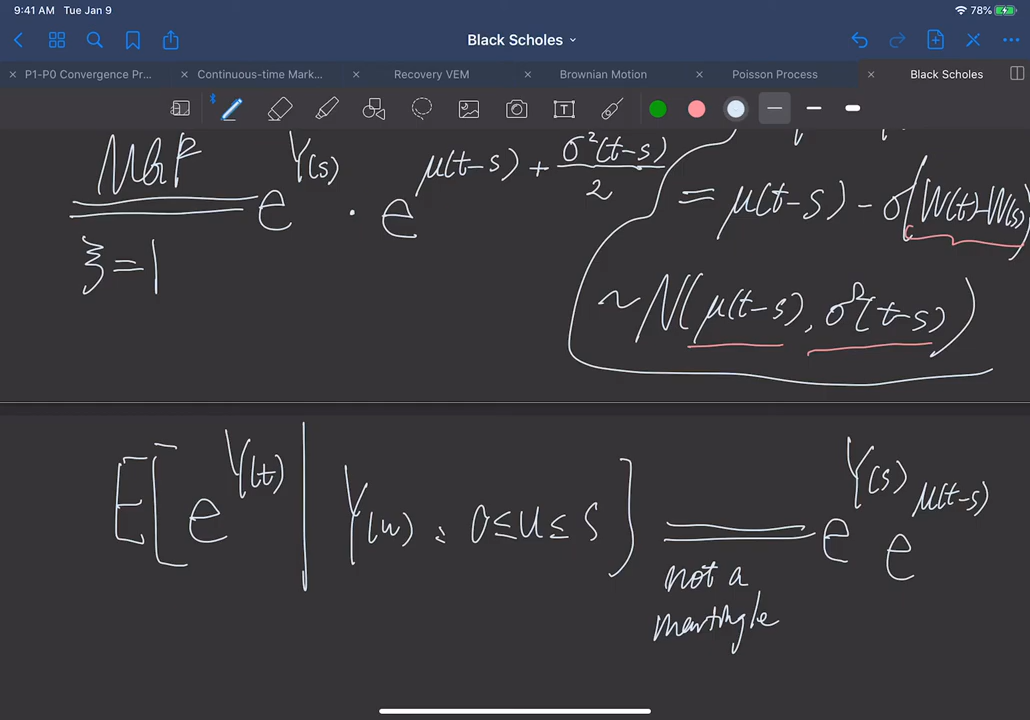 9:41 AM Tue Jan 9 78%
Black Scholes
P1-P0 Convergence Pr... Continuous-time Mark... Recovery VEM Brownian Motion Poisson Process Black Scholes
MGF ξ=1 e^{Y(s)} · e^{μ(t-s) + σ²(t-s)/2}
= μ(t-s) - σ(W(t)-W(s)
~ N(μ(t-s), σ²(t-s))
E[e^{Y(t)} | Y(u) : 0≤u≤s] = e^{Y(s)} e^{μ(t-s)}
not a
martingle